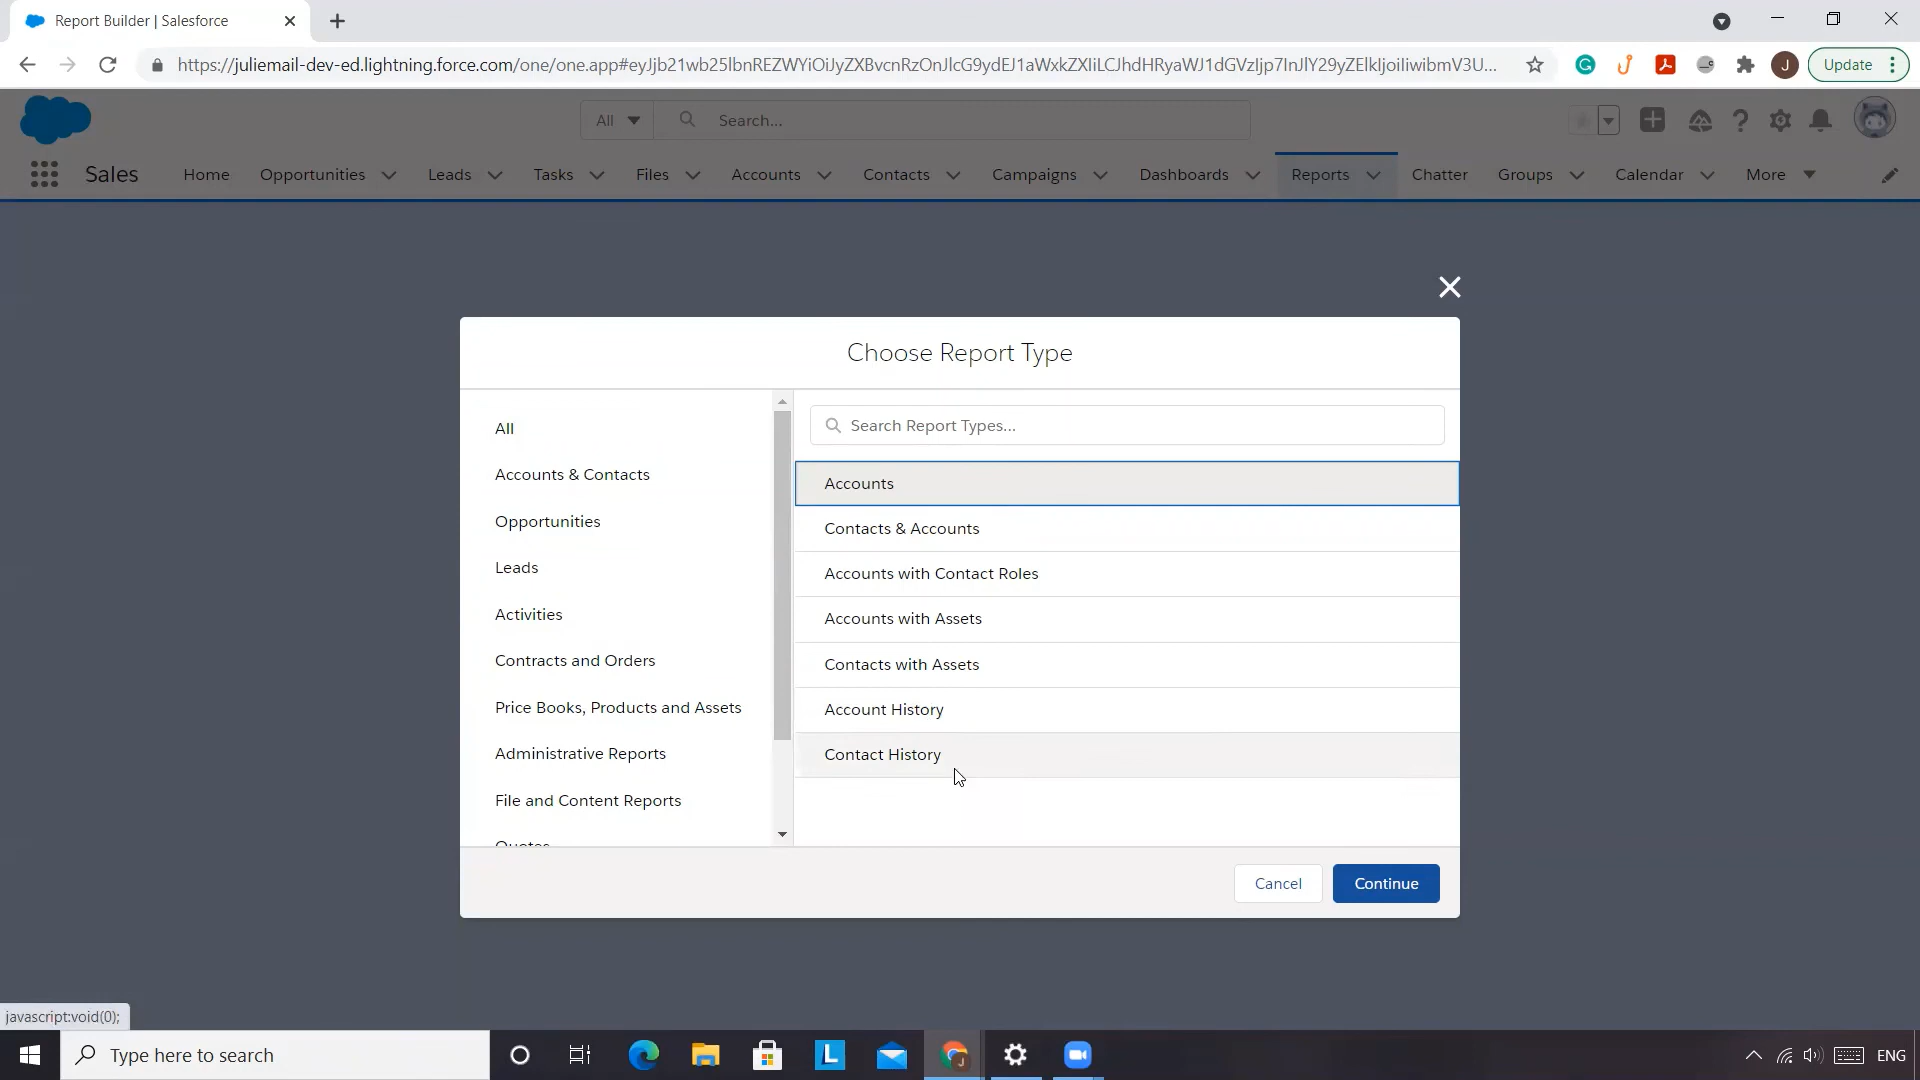 Report Builder | Salesforce
https://juliemail-dev-ed.lightning.force.com/one/one.app#eyJjb21wb25lbnREZWYiOiJyZXBvcnRzOnJlcG9ydEJ1aWxkZXIiLCJhdHRyaWJ1dGVzIjp7InJlY29yZElkIjoiIiwibmV3U...
J
Update
All
Search...
Sales
Home
Opportunities
Leads
Tasks
Files
Accounts
Contacts
Campaigns
Dashboards
Reports
Chatter
Groups
Calendar
More
Choose Report Type
All
Accounts & Contacts
Opportunities
Leads
Activities
Contracts and Orders
Price Books, Products and Assets
Administrative Reports
File and Content Reports
Quotes
Search Report Types...
Accounts
Contacts & Accounts
Accounts with Contact Roles
Accounts with Assets
Contacts with Assets
Account History
Contact History
Cancel
Continue
javascript:void(0);
Type here to search
L
J
ENG